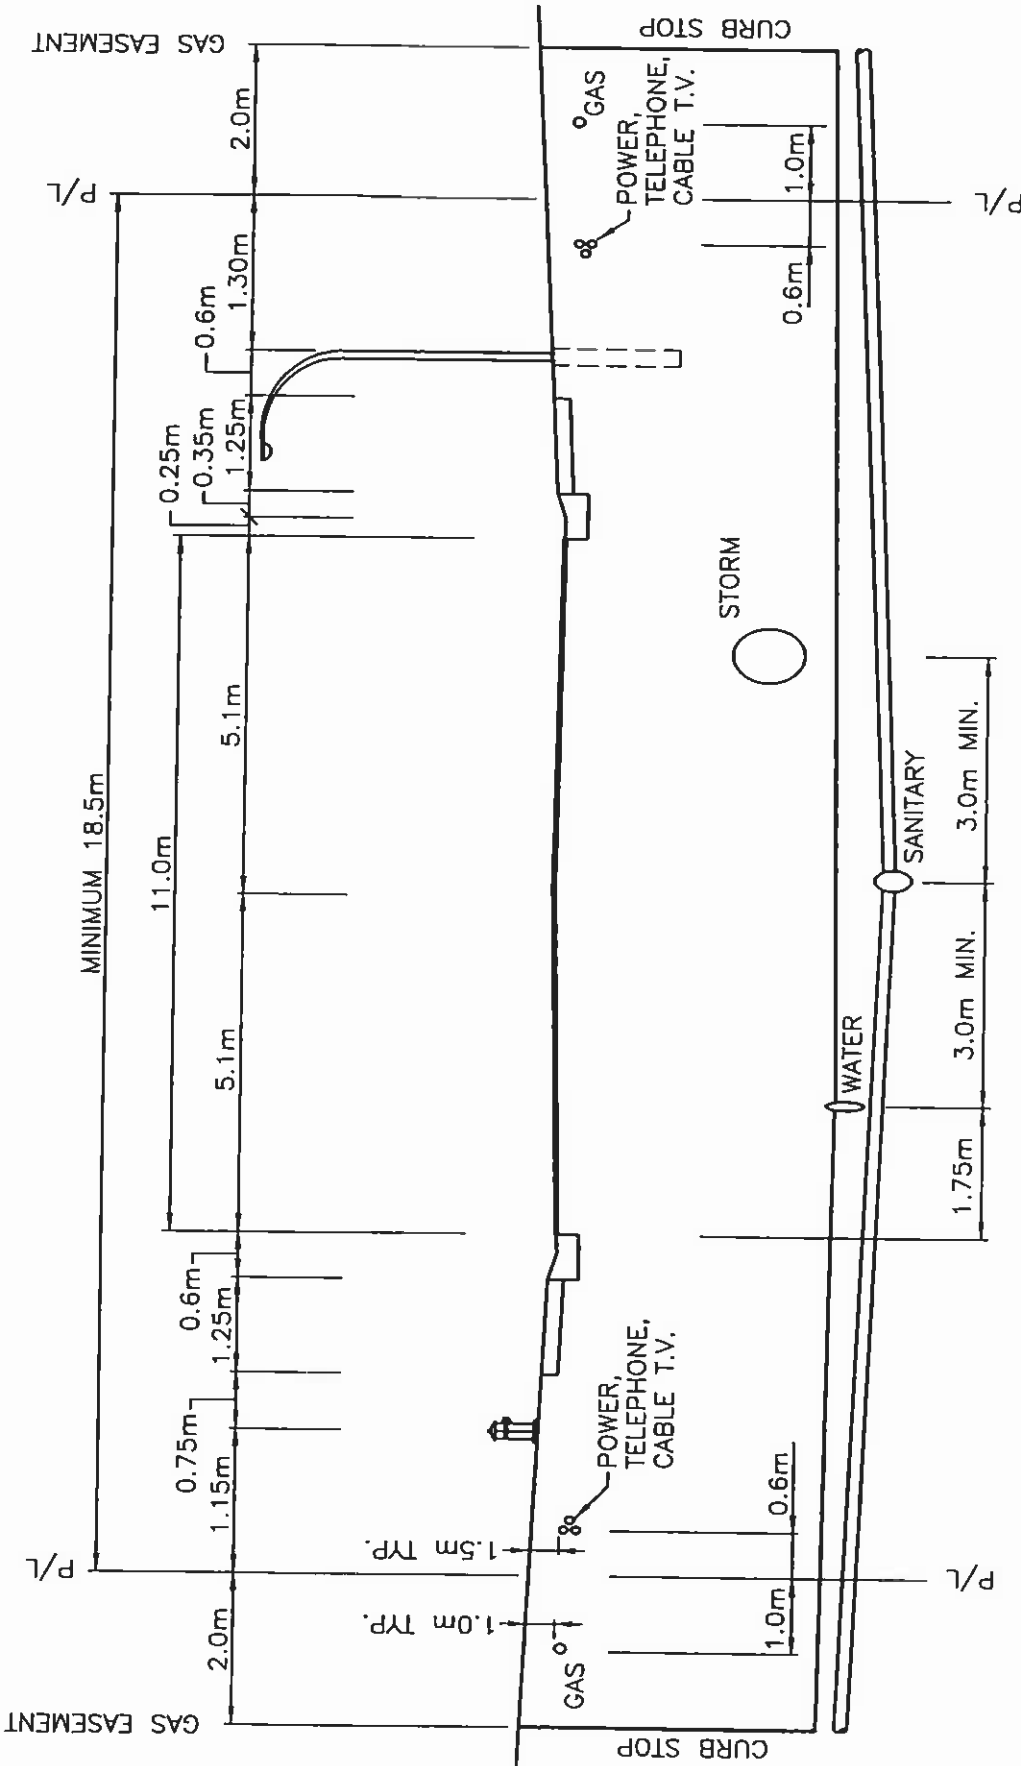 GAS EASEMENT
2.0m
P/L
1.15m
0.75m
1.25m
0.6m
5.1m
11.0m
MINIMUM 18.5m
5.1m
0.25m
0.35m
1.25m
0.6m
1.30m
P/L
2.0m
GAS EASEMENT
CURB STOP
GAS
1.0m TYP.
1.5m TYP.
POWER,
TELEPHONE,
CABLE T.V.
1.0m
0.6m
P/L
WATER
STORM
SANITARY
1.75m
3.0m MIN.
3.0m MIN.
POWER,
TELEPHONE,
CABLE T.V.
GAS
0.6m
1.0m
P/L
CURB STOP